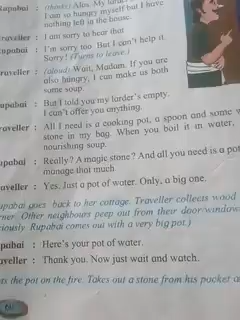 Rupabai : (shock) Alas. My larder
I am so hungry myself but I have
nothing left in the house.
Traveller : I am sorry to hear that
Rupabai : I'm sorry too. But I can't help it.
Sorry! (Turns to leave.)
Traveller : (aloud) Wait, Madam. If you are
also hungry, I can make us both
some soup.
Rupabai : But I told you my larder's empty.
I can't offer you anything.
Traveller : All I need is a cooking pot, a spoon and some
stone in my bag. When you boil it in water,
nourishing soup.
Rupabai : Really? A magic stone? And all you need is a pot
manage that much
Traveller : Yes. Just a pot of water. Only, a big one.
Rupabai goes back to her cottage. Traveller collects wood
Other neighbours peep out from their door/window
Rupabai comes out with a very big pot.)
Rupabai : Here's your pot of water.
Traveller : Thank you. Now just wait and watch.
the pot on the fire. Takes out a stone from his pocket